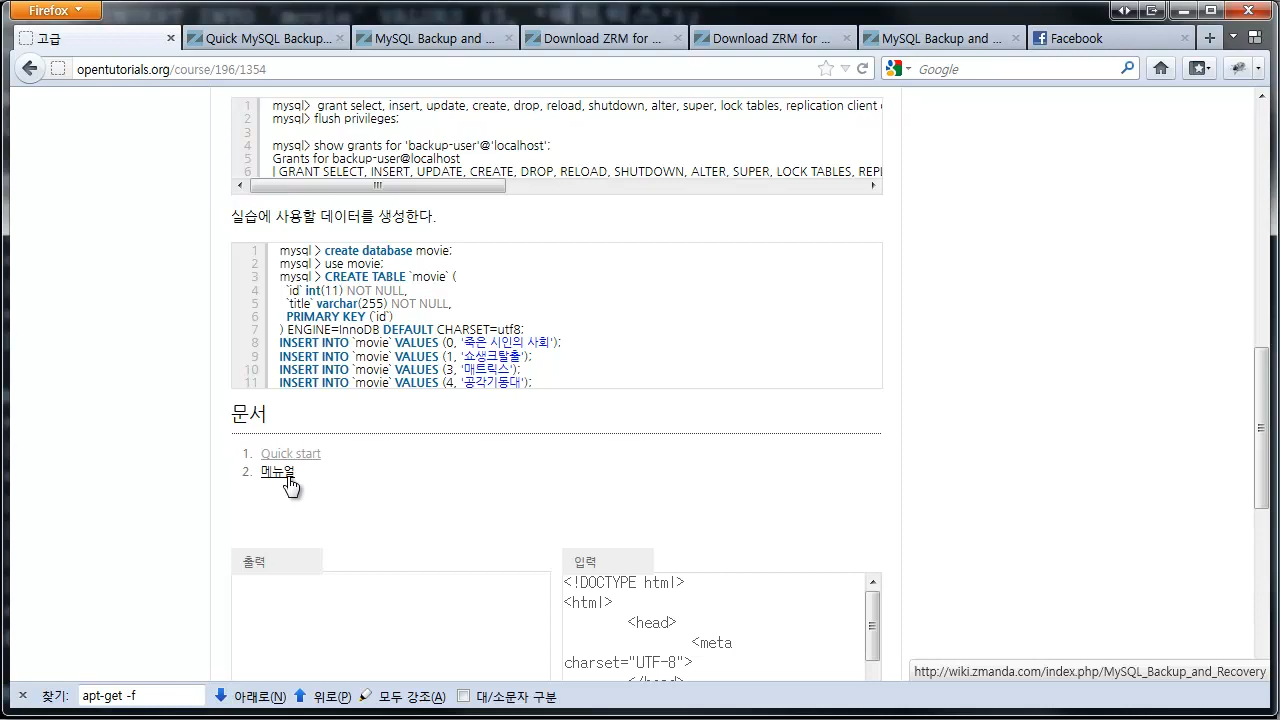 Firefox
고급
Quick MySQL Backup...
MySQL Backup and ...
Download ZRM for ...
Download ZRM for ...
MySQL Backup and ...
Facebook
opentutorials.org/course/196/1354
Google
1 mysql> grant select, insert, update, create, drop, reload, shutdown, alter, super, lock tables, replication client
2 mysql> flush privileges;
3
4 mysql> show grants for 'backup-user'@'localhost';
5 Grants for backup-user@localhost
6 | GRANT SELECT, INSERT, UPDATE, CREATE, DROP, RELOAD, SHUTDOWN, ALTER, SUPER, LOCK TABLES,
실습에 사용할 데이터를 생성한다.
1 mysql > create database movie;
2 mysql > use movie;
3 mysql > CREATE TABLE `movie` (
4 `id` int(11) NOT NULL,
5 `title` varchar(255) NOT NULL,
6 PRIMARY KEY (`id`)
7 ) ENGINE=InnoDB DEFAULT CHARSET=utf8;
8 INSERT INTO `movie` VALUES (0, '죽은 시인의 사회');
9 INSERT INTO `movie` VALUES (1, '쇼생크탈출');
10 INSERT INTO `movie` VALUES (3, '매트릭스');
11 INSERT INTO `movie` VALUES (4, '공각기동대');
문서
1. Quick start
2. 메뉴얼
출력
입력
<!DOCTYPE html>
<html>
<head>
<meta
charset="UTF-8">
http://wiki.zmanda.com/index.php/MySQL_Backup_and_Recovery
찾기: apt-get -f 아래로(N) 위로(P) 모두 강조(A) 대/소문자 구분